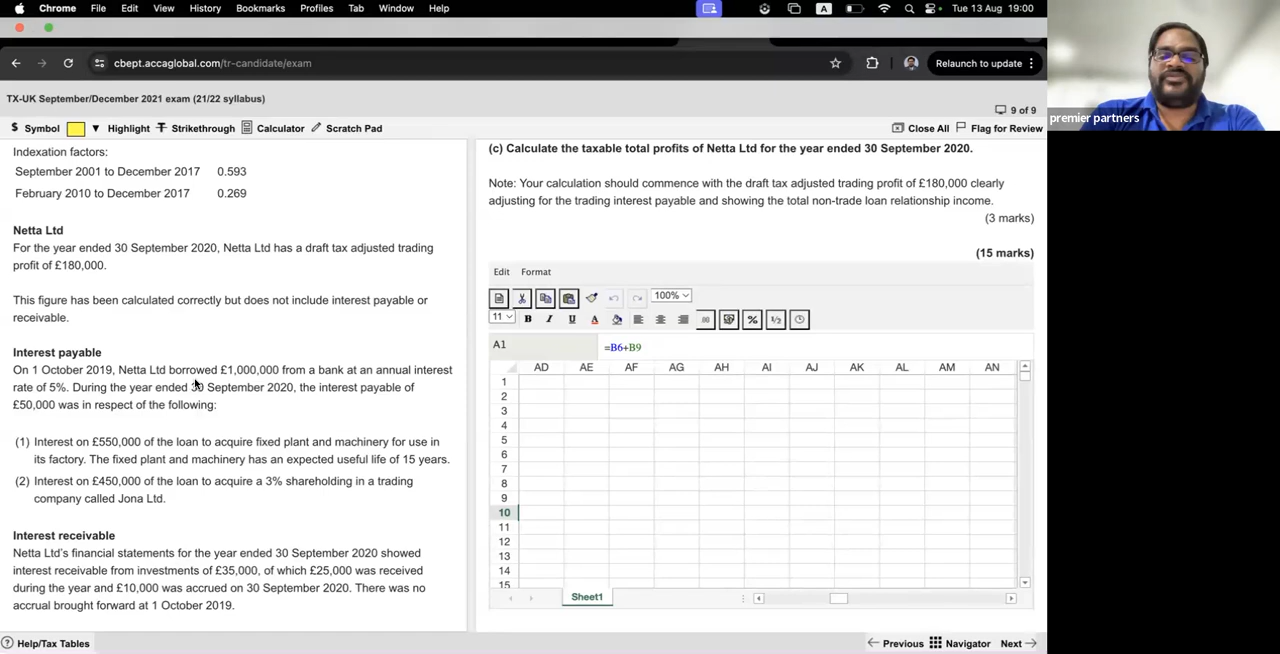 Chrome File Edit View History Bookmarks Profiles Tab Window Help
A Tue 13 Aug 19:00
cbept.accaglobal.com/tr-candidate/exam
Relaunch to update
TX-UK September/December 2021 exam (21/22 syllabus)
9 of 9
$ Symbol Highlight Strikethrough Calculator Scratch Pad
Close All Flag for Review
premier partners
Indexation factors:
September 2001 to December 2017 0.593
February 2010 to December 2017 0.269
Netta Ltd
For the year ended 30 September 2020, Netta Ltd has a draft tax adjusted trading
profit of £180,000.
This figure has been calculated correctly but does not include interest payable or
receivable.
Interest payable
On 1 October 2019, Netta Ltd borrowed £1,000,000 from a bank at an annual interest
rate of 5%. During the year ended 30 September 2020, the interest payable of
£50,000 was in respect of the following:
(1) Interest on £550,000 of the loan to acquire fixed plant and machinery for use in
its factory. The fixed plant and machinery has an expected useful life of 15 years.
(2) Interest on £450,000 of the loan to acquire a 3% shareholding in a trading
company called Jona Ltd.
Interest receivable
Netta Ltd's financial statements for the year ended 30 September 2020 showed
interest receivable from investments of £35,000, of which £25,000 was received
during the year and £10,000 was accrued on 30 September 2020. There was no
accrual brought forward at 1 October 2019.
(c) Calculate the taxable total profits of Netta Ltd for the year ended 30 September 2020.
Note: Your calculation should commence with the draft tax adjusted trading profit of £180,000 clearly
adjusting for the trading interest payable and showing the total non-trade loan relationship income.
(3 marks)
(15 marks)
Edit Format
100%
11 B I U A .00 % 1/2
A1 =B6+B9
AD AE AF AG AH AI AJ AK AL AM AN
1
2
3
4
5
6
7
8
9
10
11
12
13
14
15
Sheet1
Help/Tax Tables
Previous Navigator Next